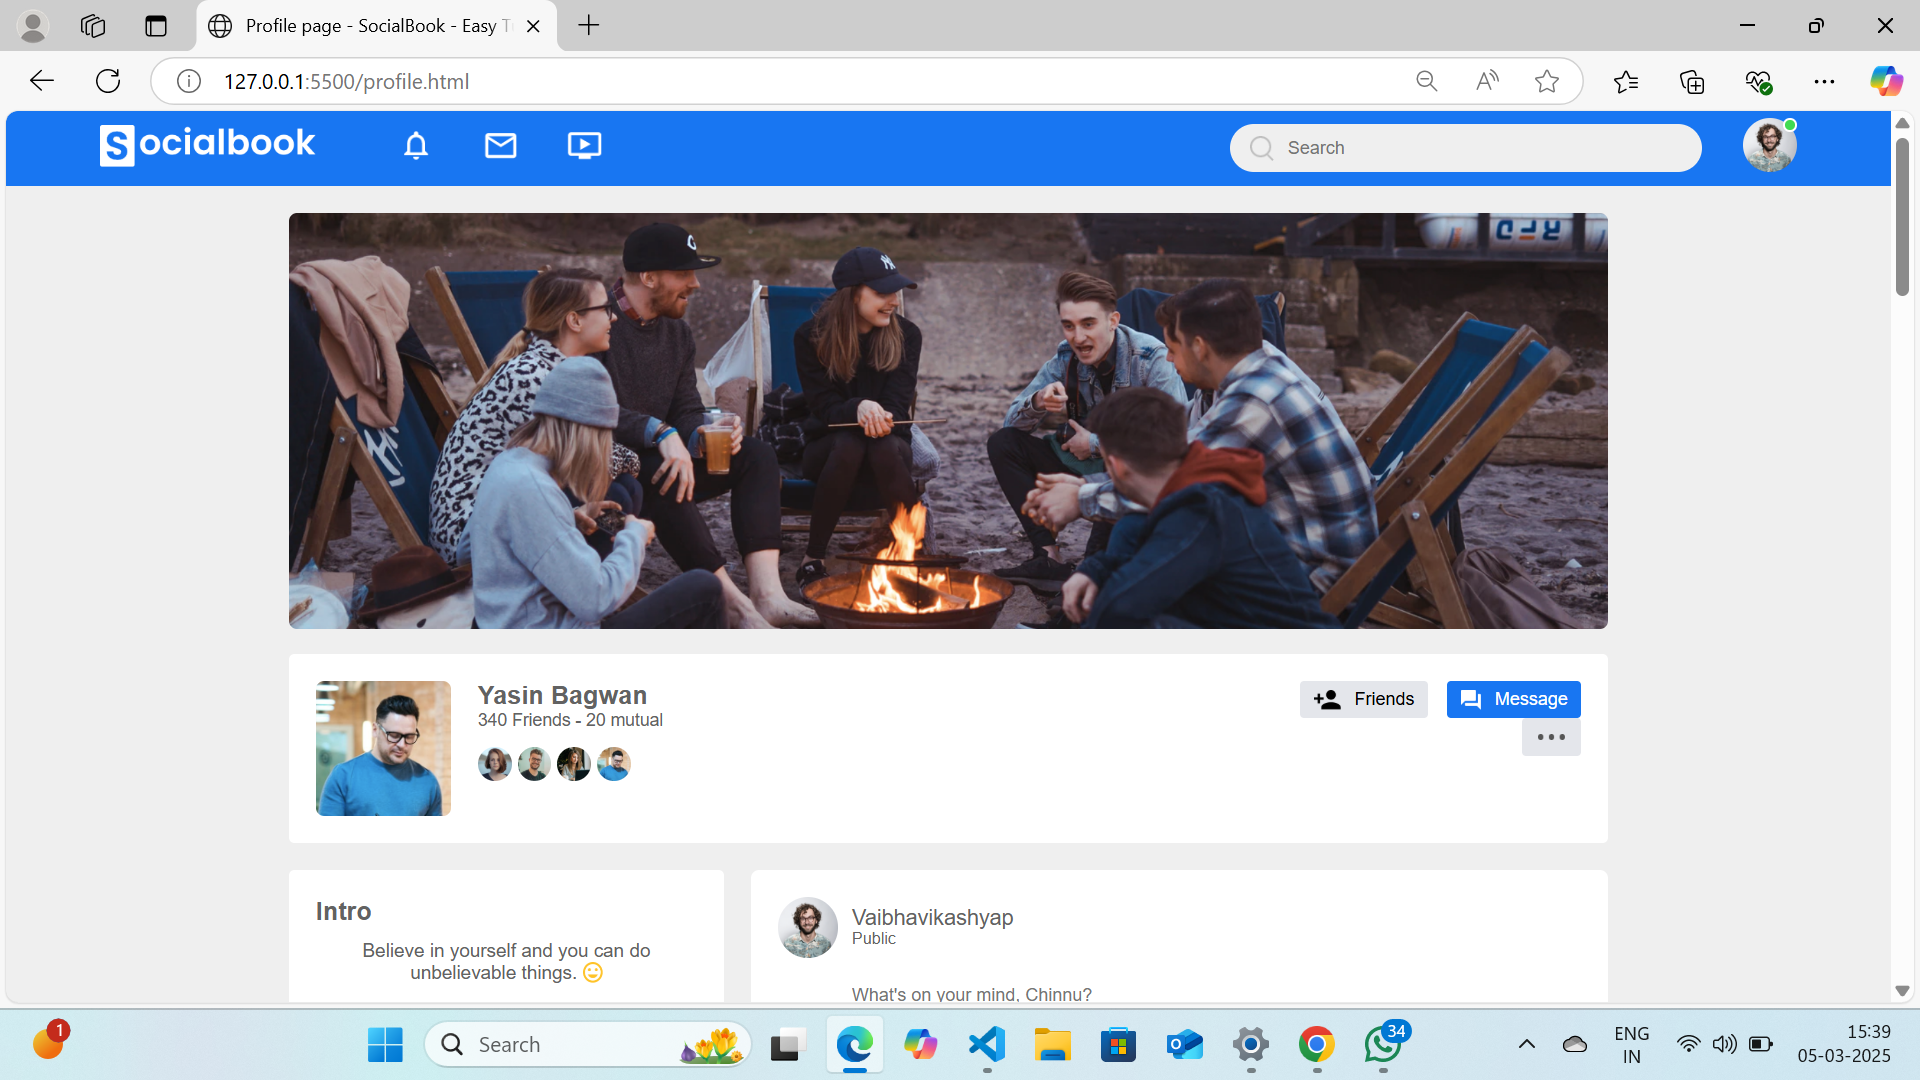 Profile page - SocialBook - Easy T
127.0.0.1:5500/profile.html
Socialbook
Search
Yasin Bagwan
340 Friends - 20 mutual
Friends
Message
Intro
Believe in yourself and you can do
unbelievable things.
Vaibhavikashyap
Public
What's on your mind, Chinnu?
1
Search
34
ENG
IN
15:39
05-03-2025